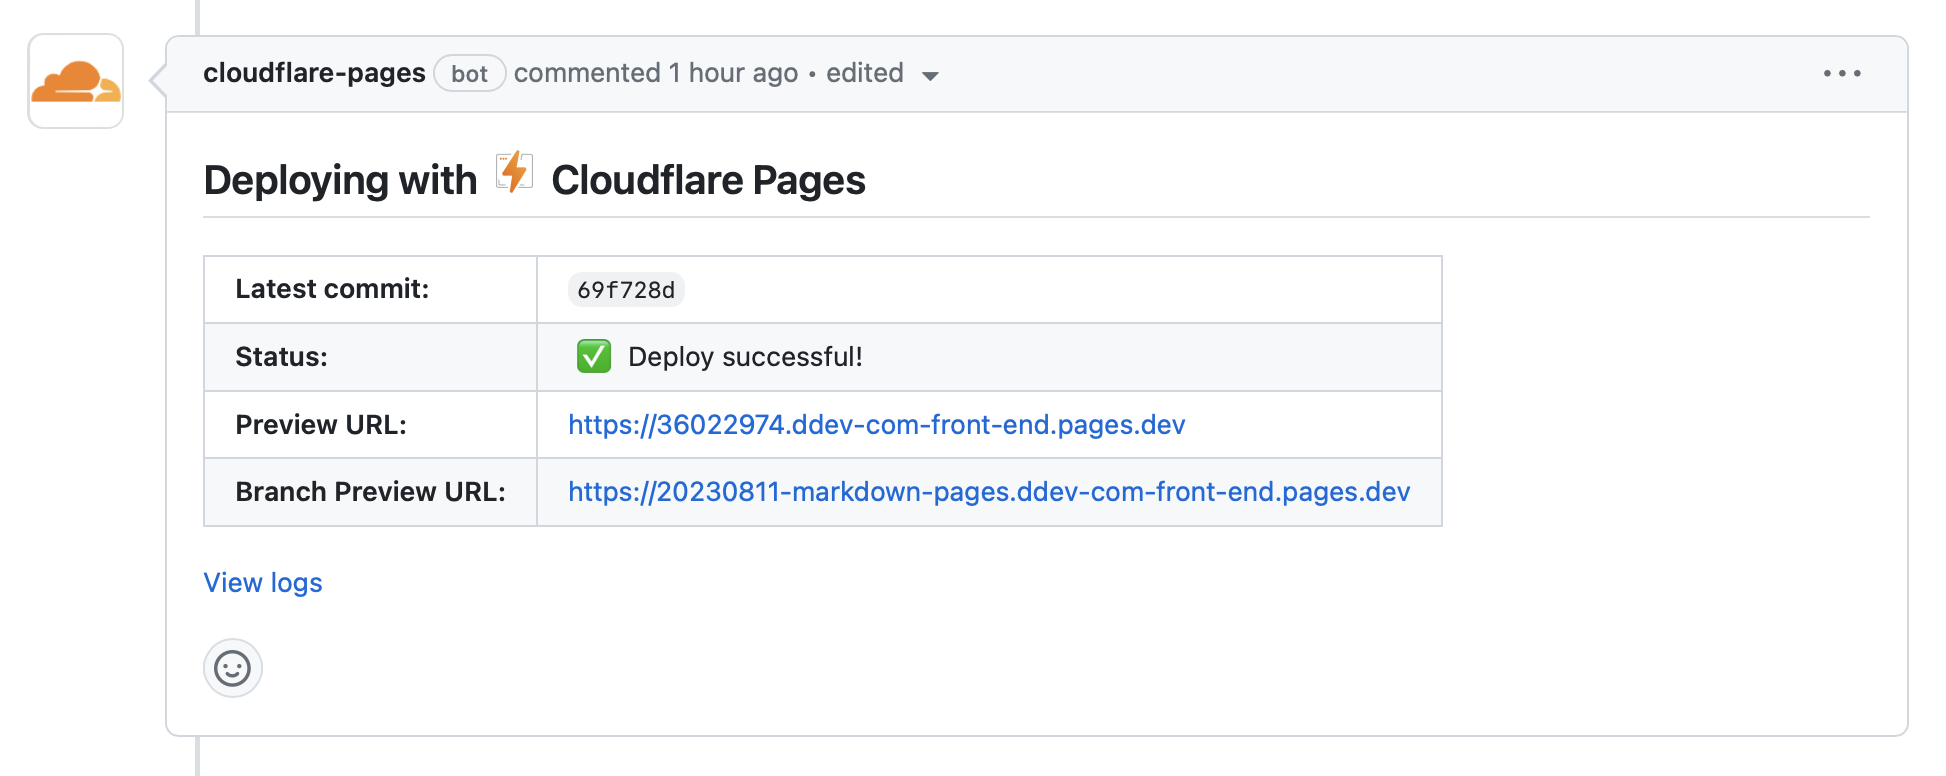 cloudflare-pages bot commented 1 hour ago • edited
Deploying with Cloudflare Pages
Latest commit: 69f728d
Status: ✅ Deploy successful!
Preview URL: https://36022974.ddev-com-front-end.pages.dev
Branch Preview URL: https://20230811-markdown-pages.ddev-com-front-end.pages.dev
View logs